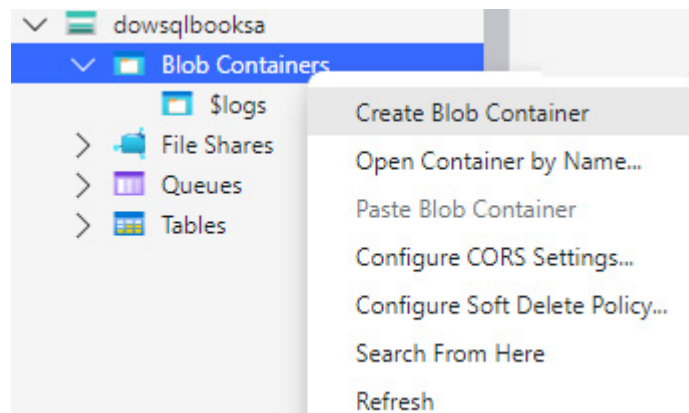 dowsqlbooksa
Blob Containers
$logs
File Shares
Queues
Tables
Create Blob Container
Open Container by Name...
Paste Blob Container
Configure CORS Settings...
Configure Soft Delete Policy...
Search From Here
Refresh